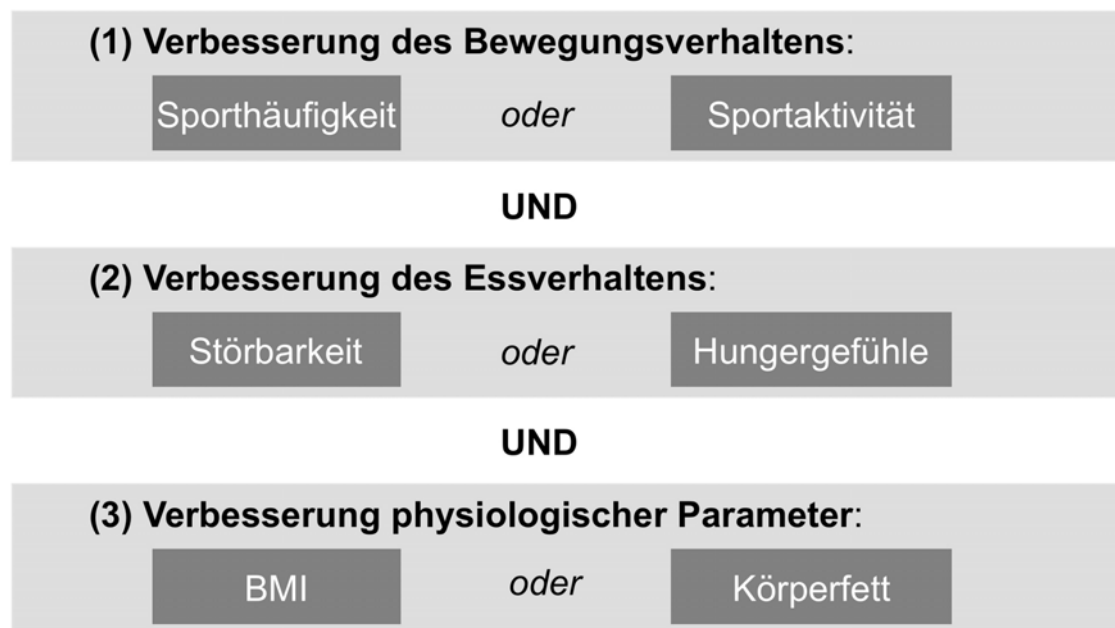 (1) Verbesserung des Bewegungsverhaltens:
Sporthäufigkeit oder Sportaktivität
UND
(2) Verbesserung des Essverhaltens:
Störbarkeit oder Hungergefühle
UND
(3) Verbesserung physiologischer Parameter:
BMI oder Körperfett